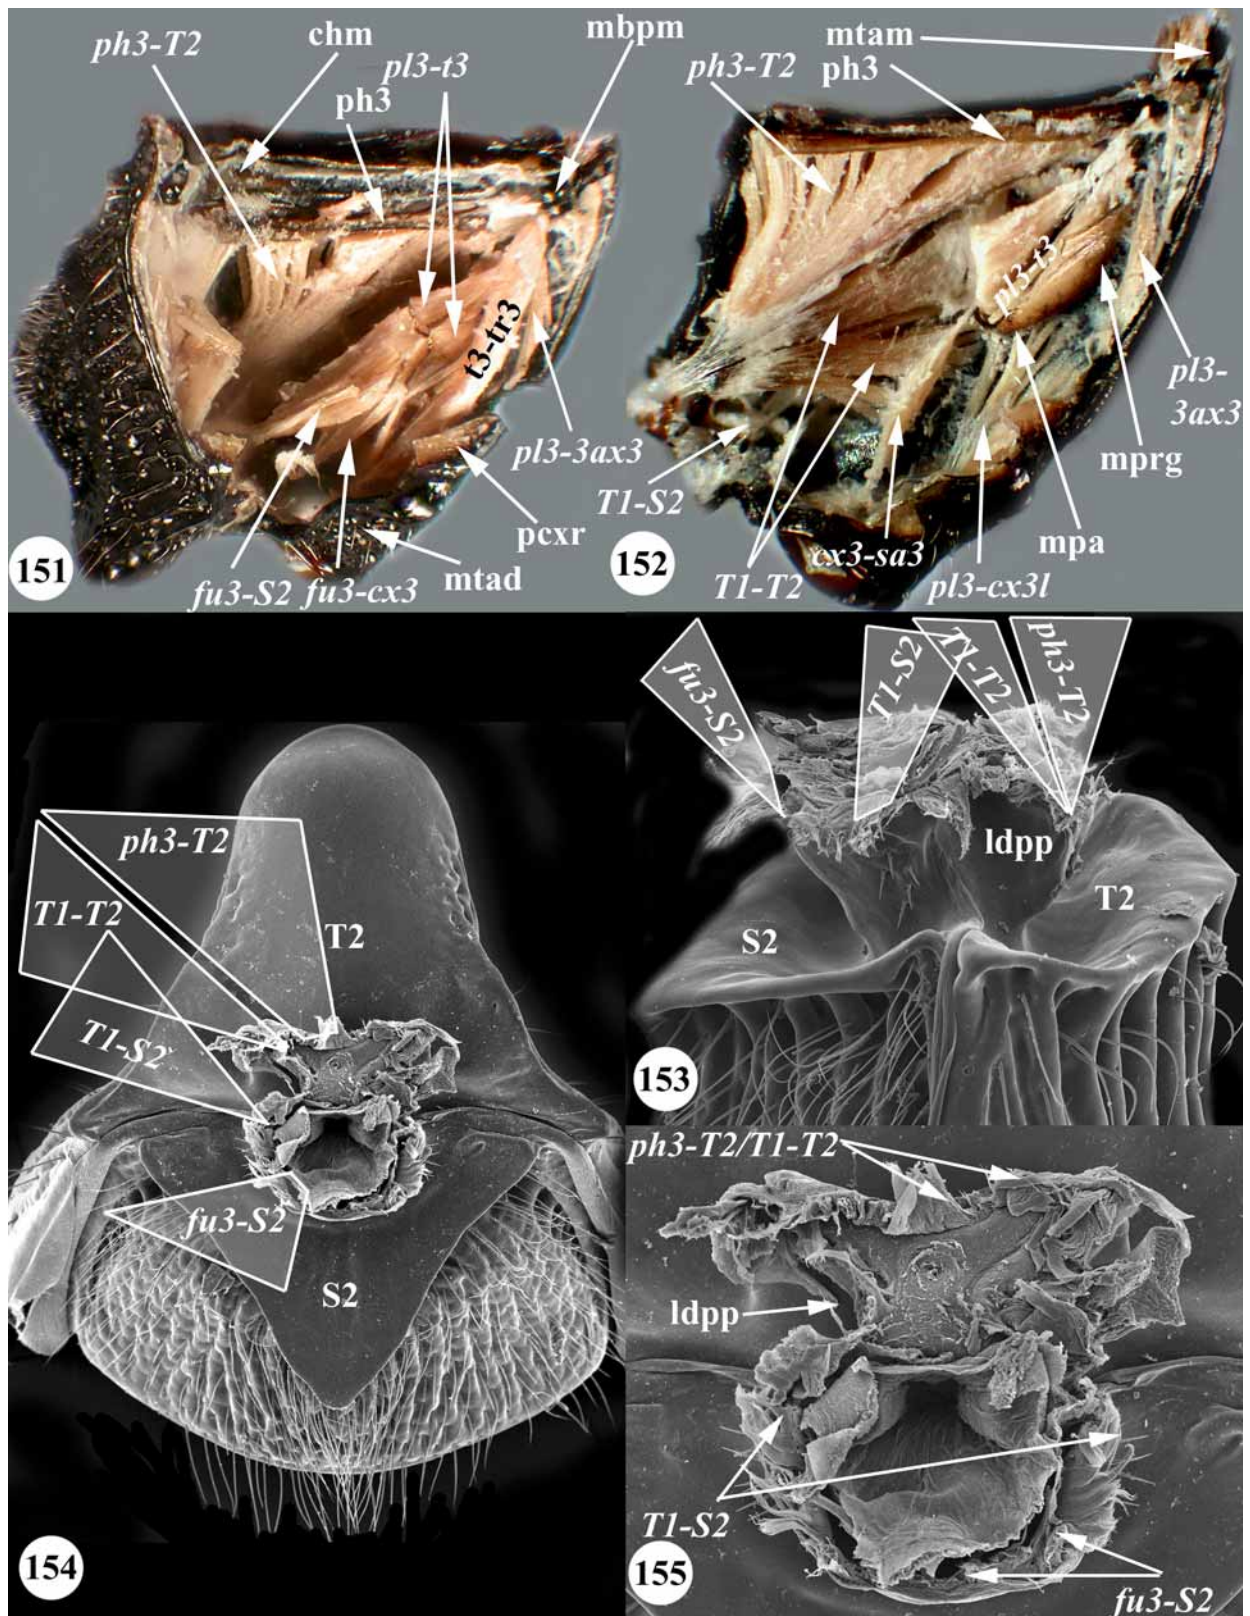 ph3-T2
chm
pl3-t3
ph3
mbpm
t3-tr3
pl3-3ax3
pcxr
mtad
fu3-cx3
fu3-S2
151
ph3-T2
mtam
ph3
pl3-t3
pl3-
3ax3
mprg
mpa
pl3-cx3l
cx3-sa3
T1-T2
T1-S2
152
fu3-S2
T1-S2
T1-T2
ph3-T2
ldpp
T2
S2
153
ph3-T2
T1-T2
T2
T1-S2
fu3-S2
S2
154
ph3-T2/T1-T2
ldpp
T1-S2
fu3-S2
155